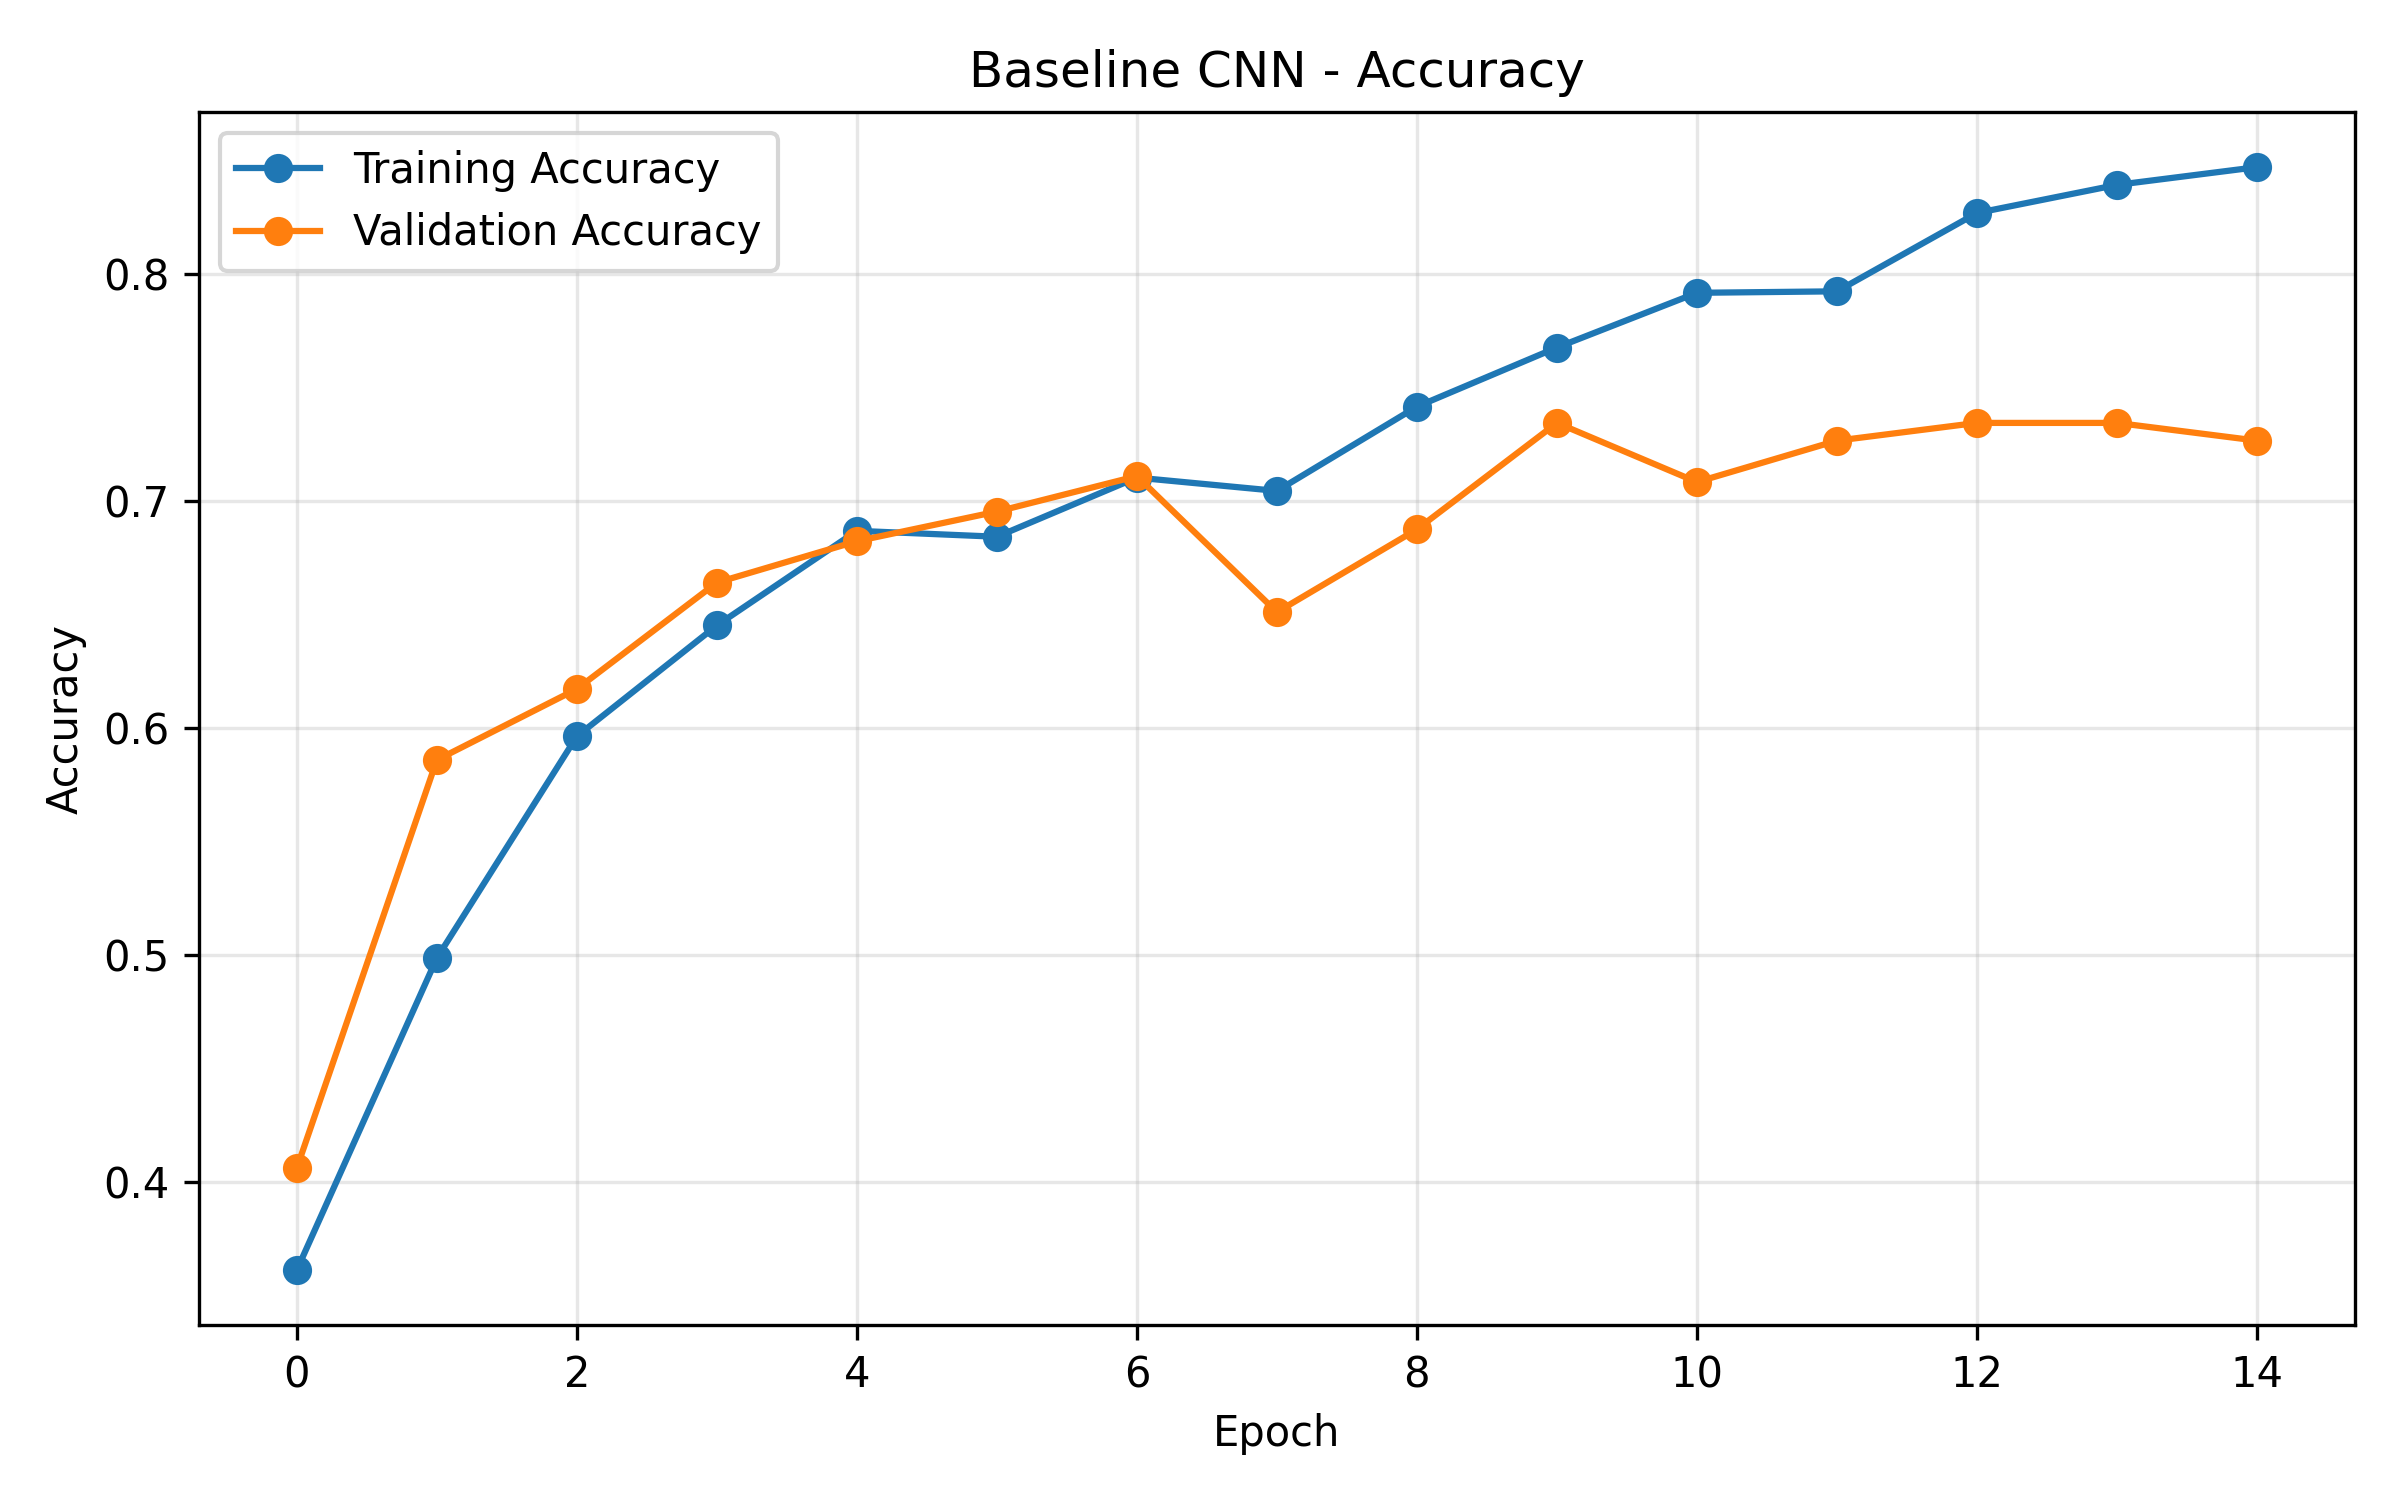 Baseline CNN - Accuracy
Training Accuracy
Validation Accuracy
0.8
0.7
0.6
0.5
0.4
Accuracy
0 2 4 6 8 10 12 14
Epoch